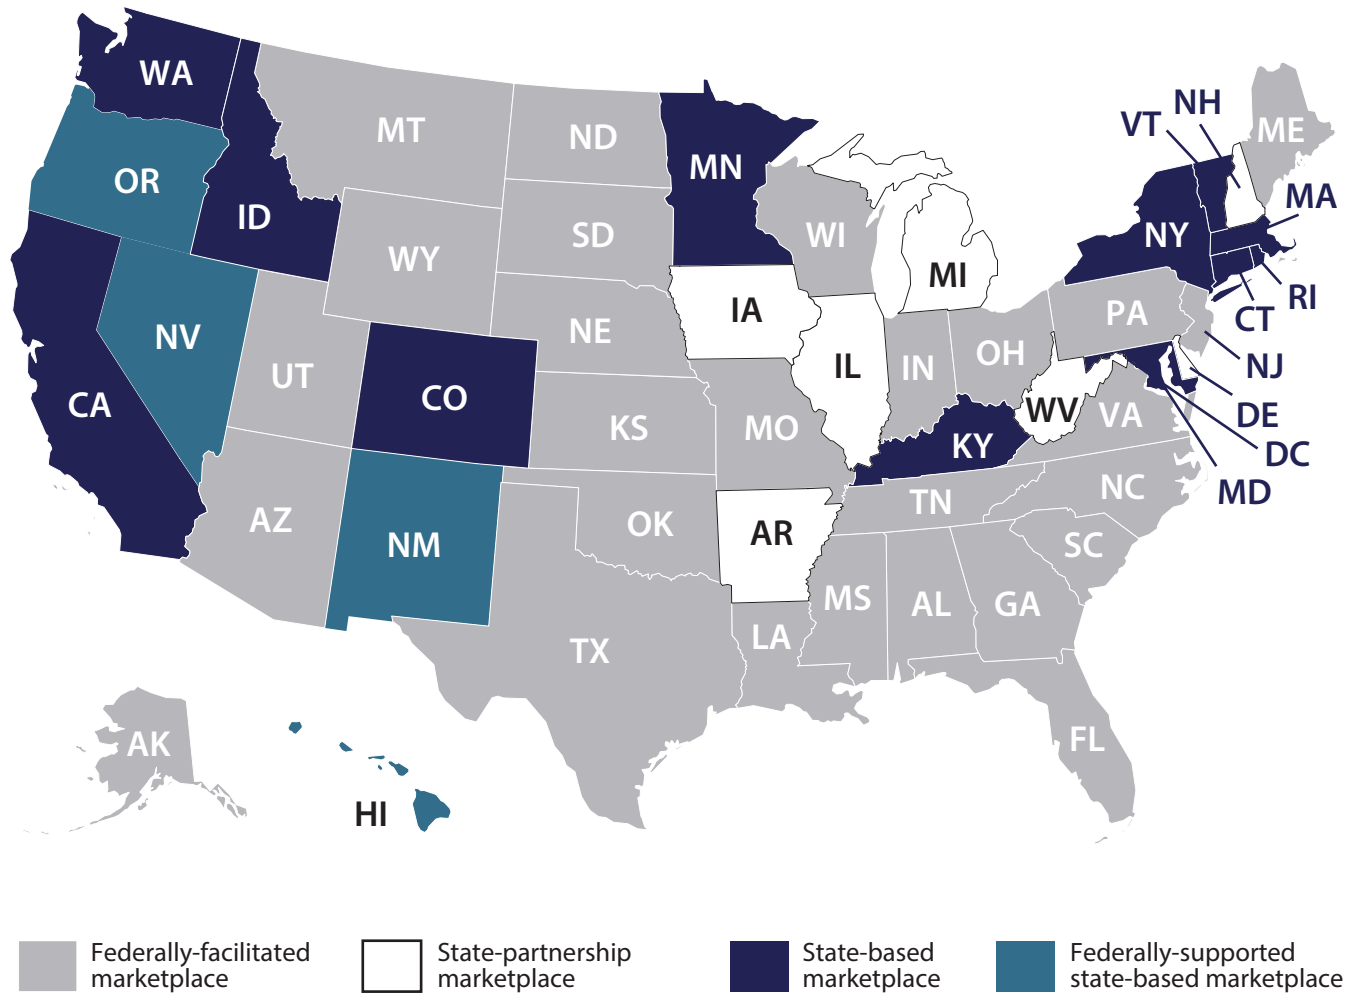 WA
MT
ND
MN
VT
NH
ME
OR
ID
WY
SD
WI
MI
NY
MA
RI
CT
NV
UT
CO
NE
IA
IL
IN
OH
PA
NJ
CA
KS
MO
KY
WV
VA
DE
DC
MD
AZ
NM
OK
AR
TN
NC
SC
TX
LA
MS
AL
GA
FL
AK
HI
Federally-facilitated
marketplace
State-partnership
marketplace
State-based
marketplace
Federally-supported
state-based marketplace